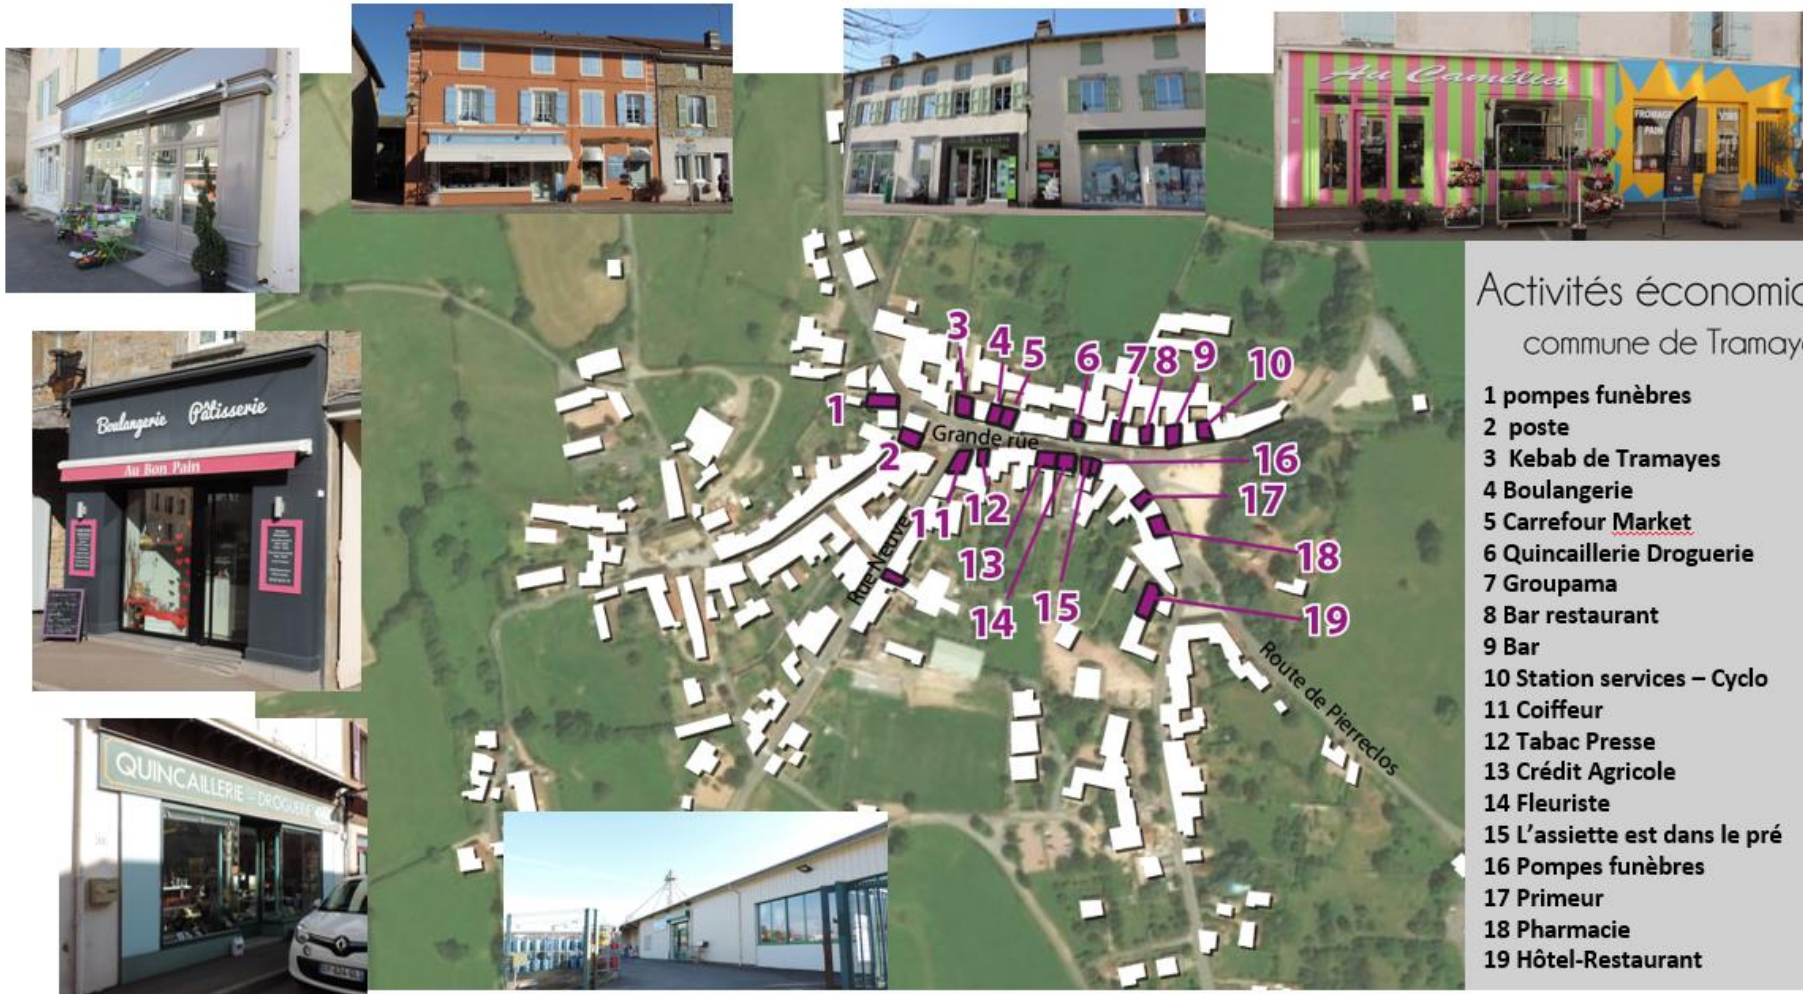 Au Camélia
FROMAGE
PAIN
Boulangerie Pâtisserie
Au Bon Pain
QUINCAILLERIE - DROGUERIE
3
4
5
6
7
8
9
10
1
2
Grande rue
11
12
13
14
15
16
17
18
19
Rue Neuve
Route de Pierreclos
Activités économic
commune de Tramay
1 pompes funèbres
2 poste
3 Kebab de Tramayes
4 Boulangerie
5 Carrefour Market
6 Quincaillerie Droguerie
7 Groupama
8 Bar restaurant
9 Bar
10 Station services – Cyclo
11 Coiffeur
12 Tabac Presse
13 Crédit Agricole
14 Fleuriste
15 L'assiette est dans le pré
16 Pompes funèbres
17 Primeur
18 Pharmacie
19 Hôtel-Restaurant